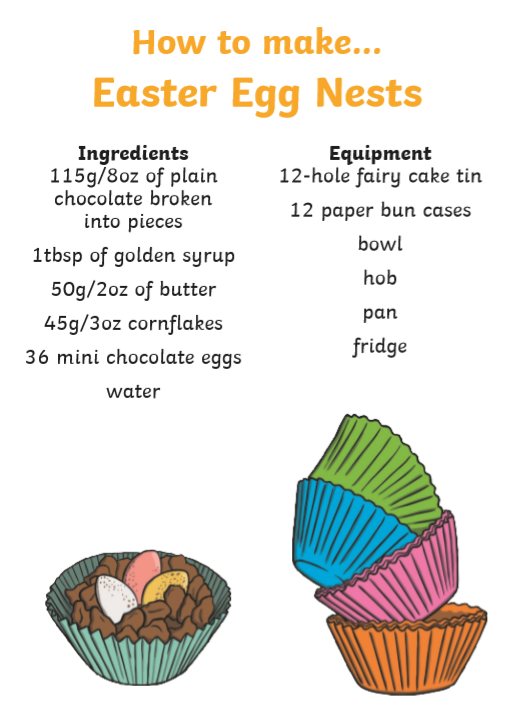 How to make...
Easter Egg Nests
Ingredients
115g/8oz of plain
chocolate broken
into pieces
1tbsp of golden syrup
50g/2oz of butter
45g/3oz cornflakes
36 mini chocolate eggs
water
Equipment
12-hole fairy cake tin
12 paper bun cases
bowl
hob
pan
fridge